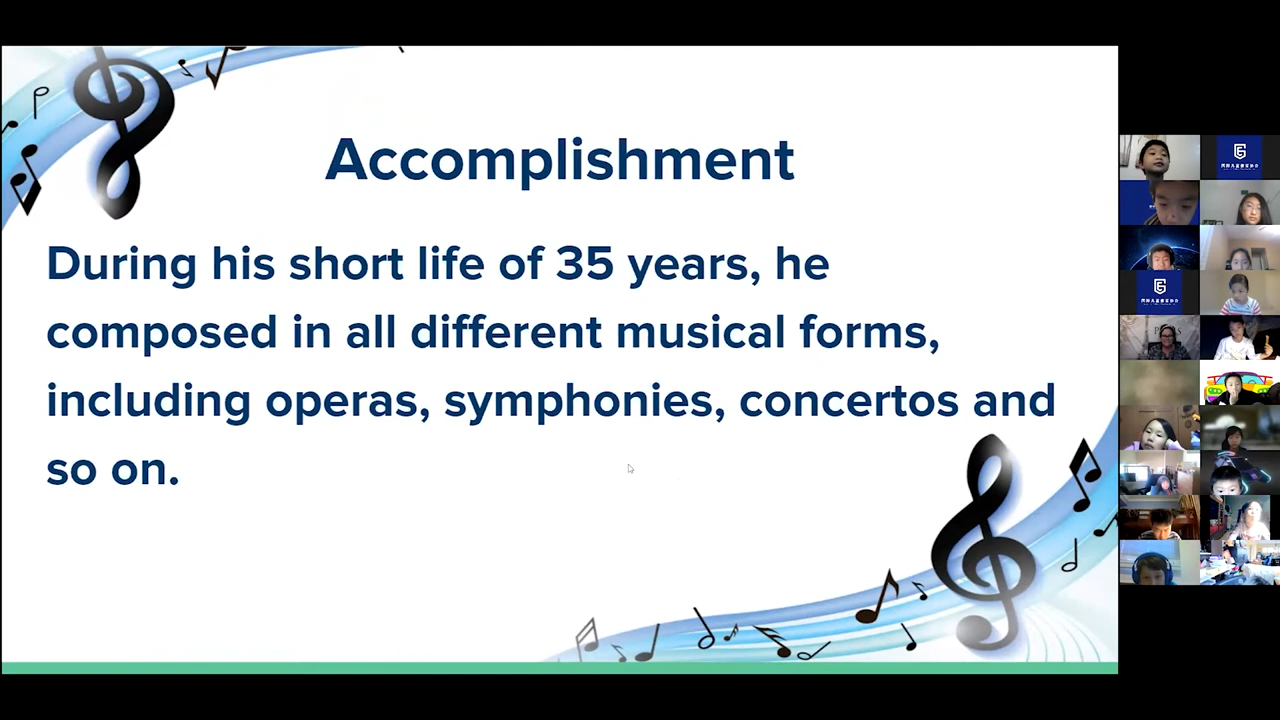 Accomplishment
During his short life of 35 years, he
composed in all different musical forms,
including operas, symphonies, concertos and
so on.